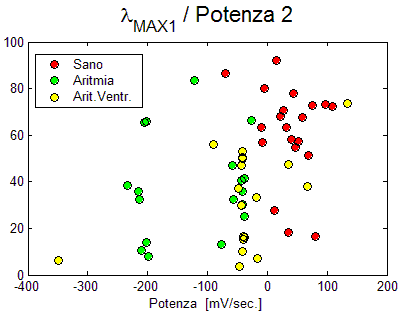 λMAX1 / Potenza 2
100
80
60
40
20
0
Sano
Aritmia
Arit.Ventr.
-400 -300 -200 -100 0 100 200
Potenza [mV/sec.]